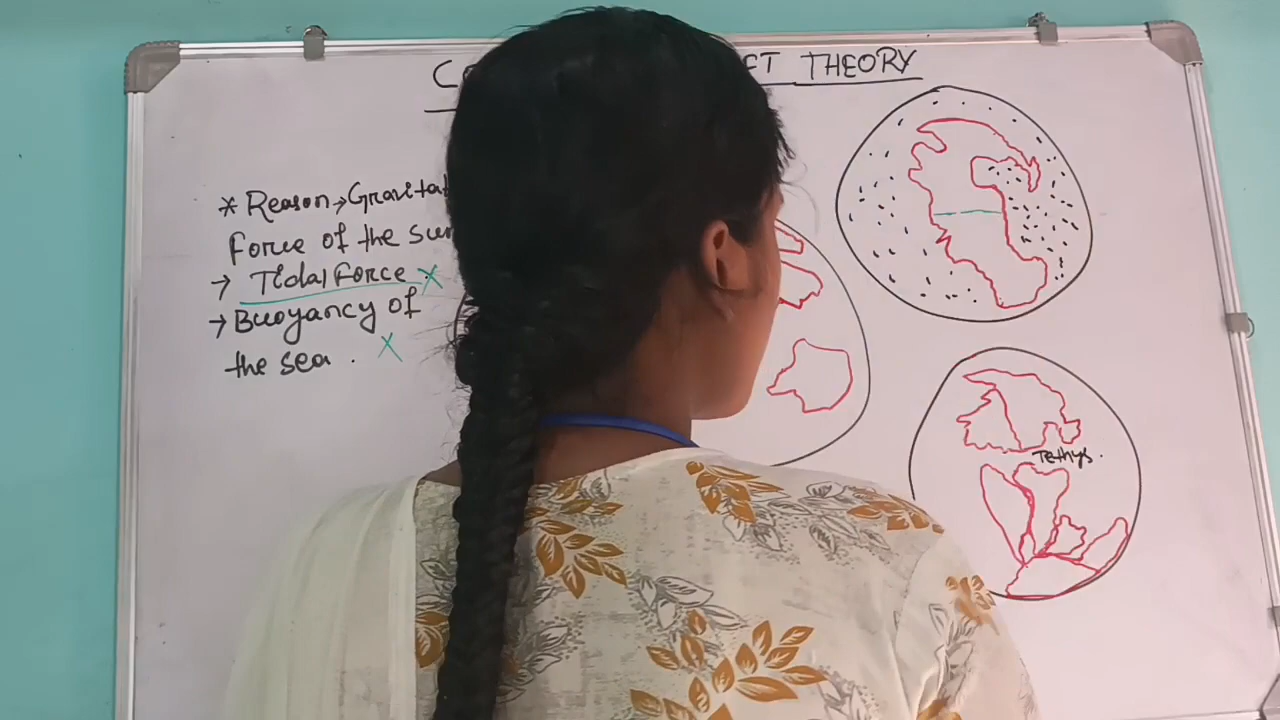 THEORY
* Reason → Gravitat
Force of the sun
→ Tidal Force ×
→ Buoyancy of
the sea . ×
Tethys.